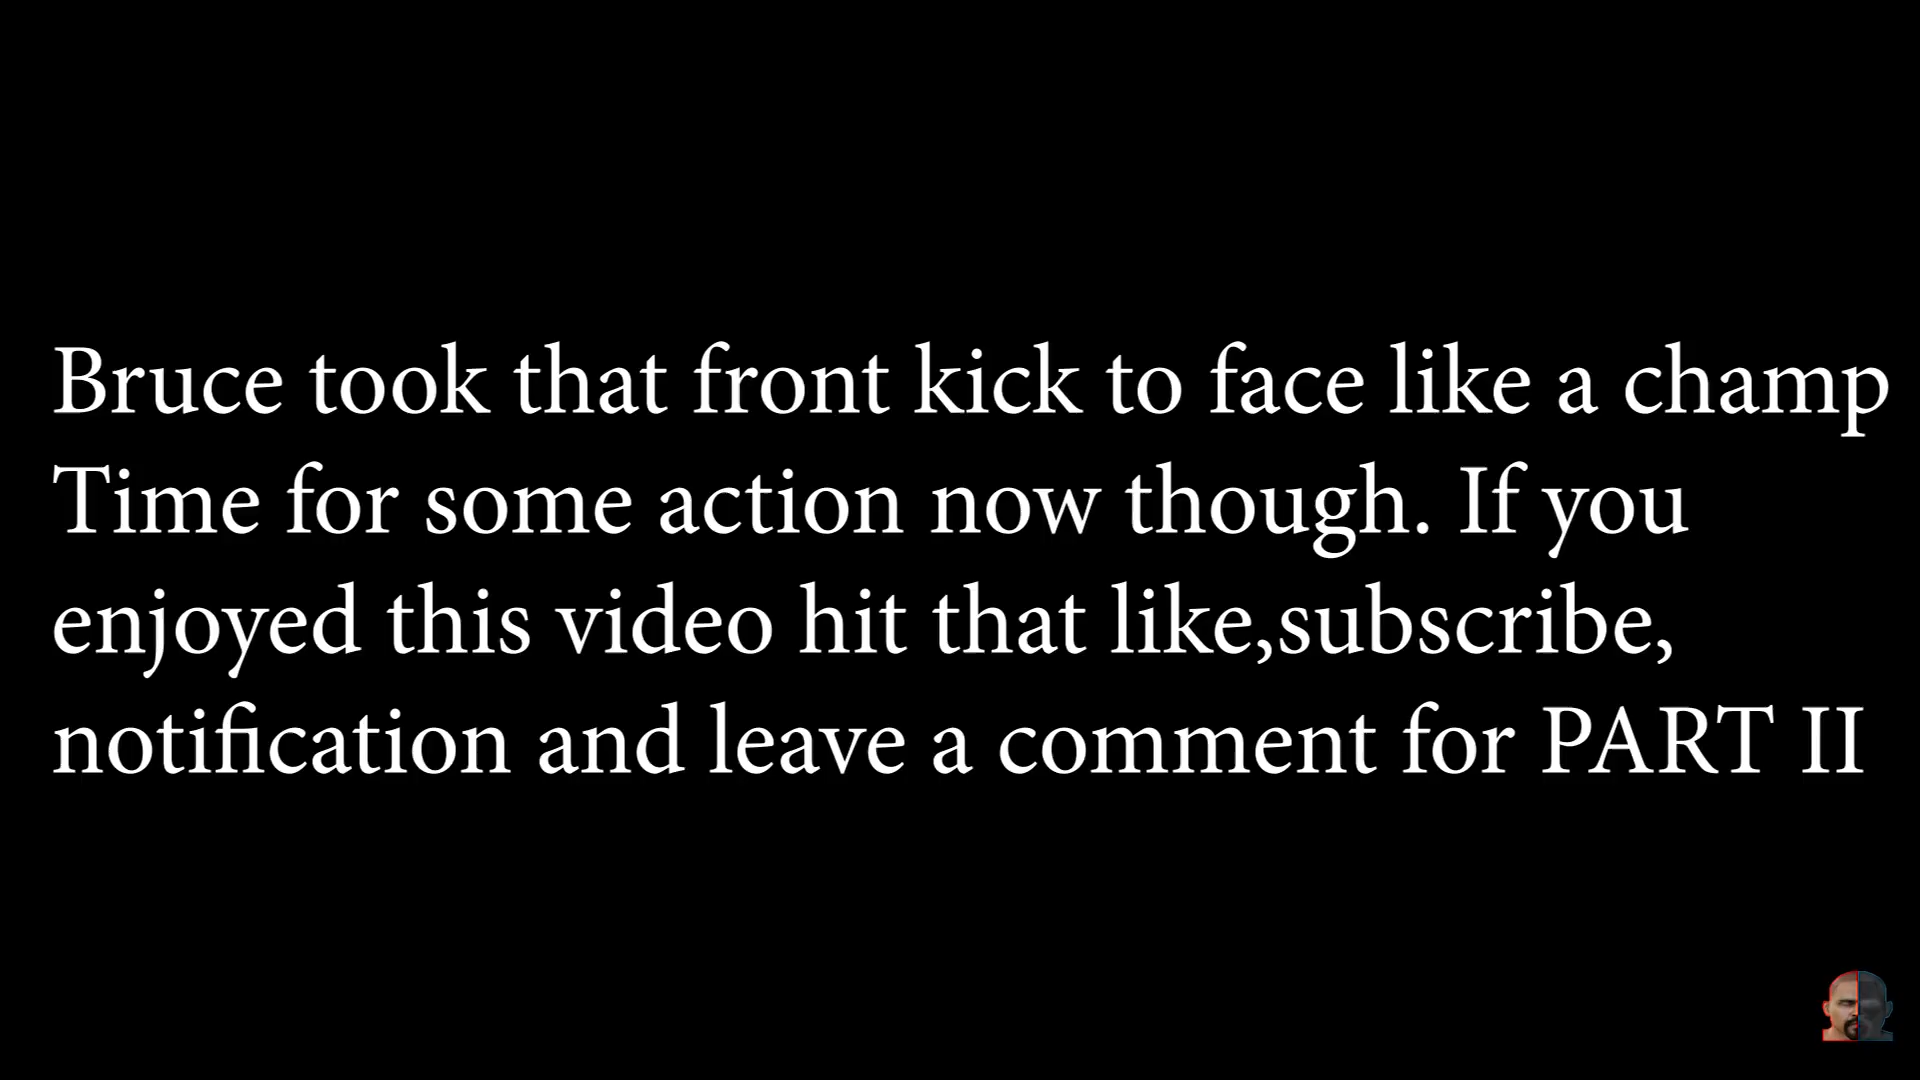 Bruce took that front kick to face like a champ
Time for some action now though. If you
enjoyed this video hit that like,subscribe,
notification and leave a comment for PART II